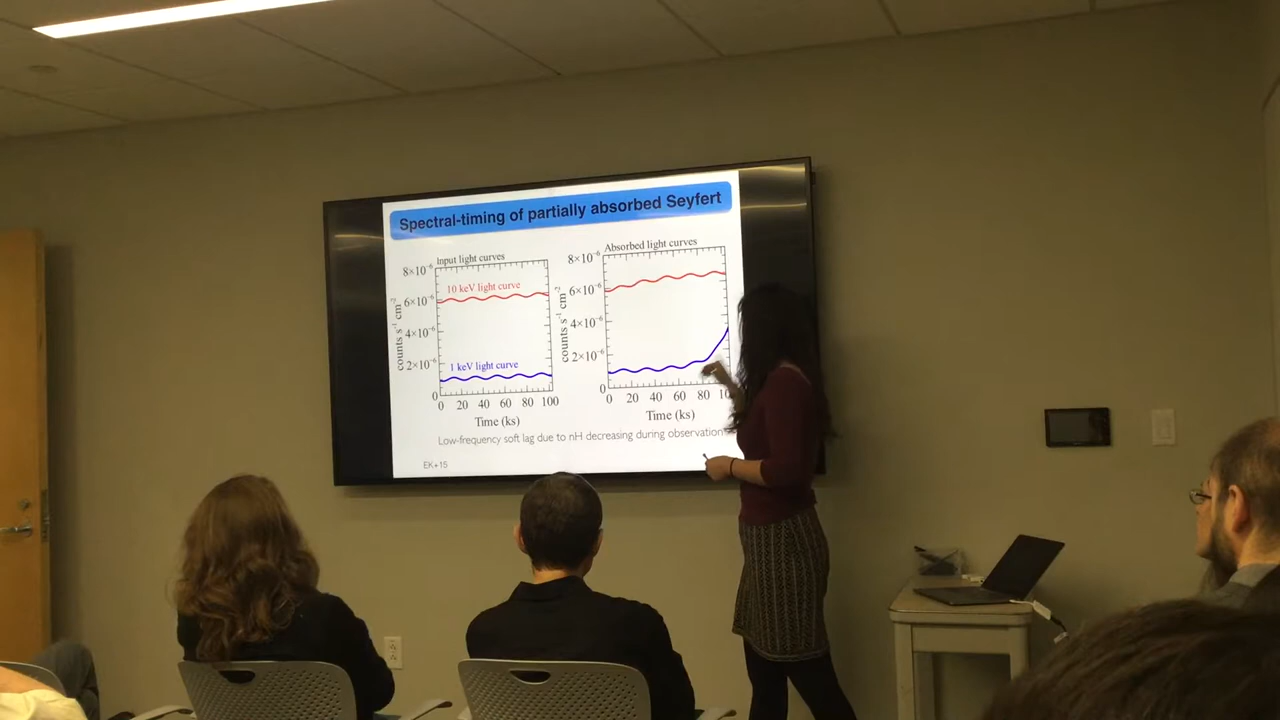 Spectral-timing of partially absorbed Seyfert
Input light curves
8×10⁻⁶
6×10⁻⁶
4×10⁻⁶
2×10⁻⁶
0
counts s⁻¹ cm⁻²
10 keV light curve
1 keV light curve
0 20 40 60 80 100
Time (ks)
Absorbed light curves
8×10⁻⁶
6×10⁻⁶
4×10⁻⁶
2×10⁻⁶
0
counts s⁻¹ cm⁻²
0 20 40 60 80 10
Time (ks)
Low-frequency soft lag due to nH decreasing during observation
EK+15